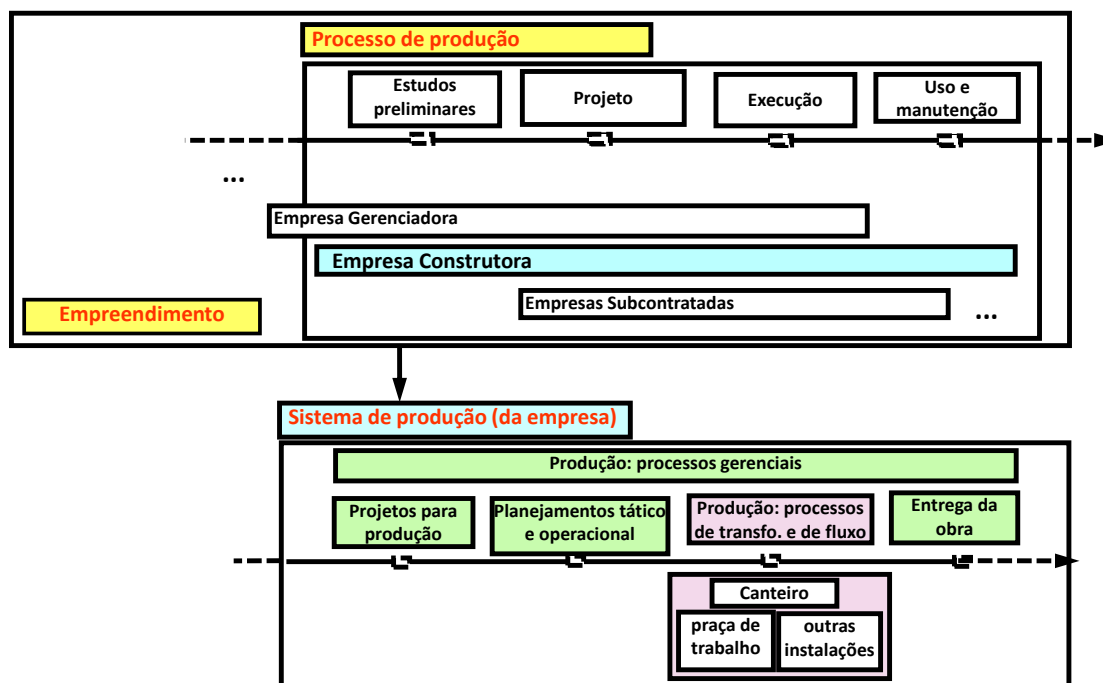 Processo de produção
Estudos
preliminares
Projeto
Execução
Uso e
manutenção
...
Empresa Gerenciadora
Empresa Construtora
Empresas Subcontratadas
...
Empreendimento
Sistema de produção (da empresa)
Produção: processos gerenciais
Projetos para
produção
Planejamentos tático
e operacional
Produção: processos
de transfo. e de fluxo
Entrega da
obra
Canteiro
praça de
trabalho
outras
instalações